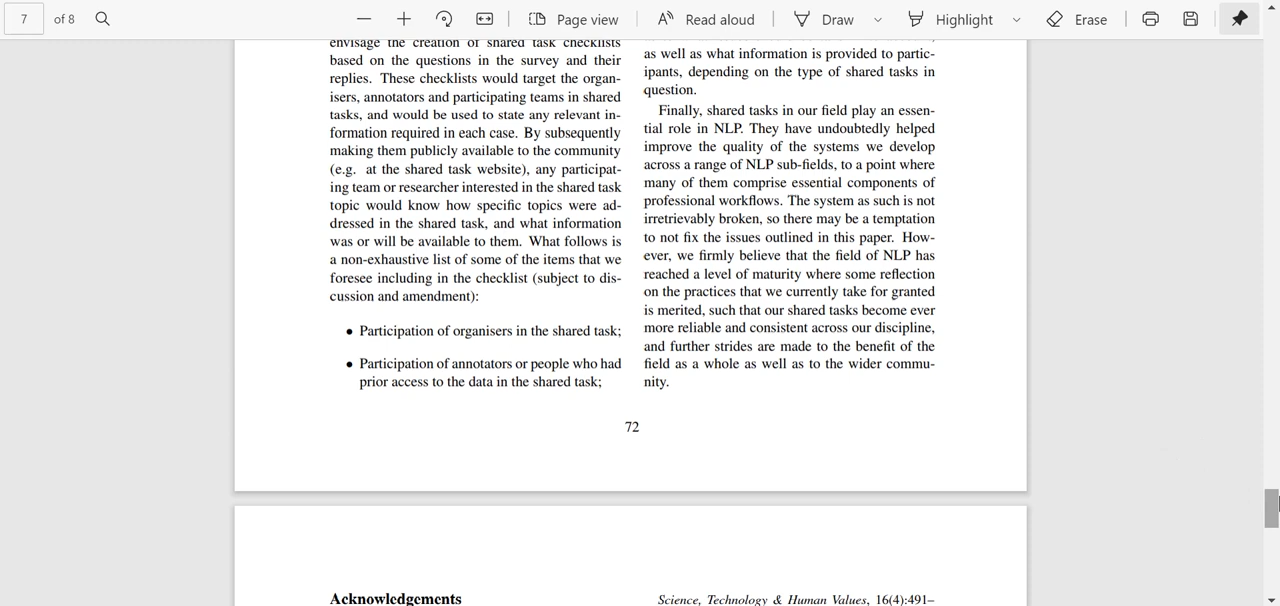 7
of 8
Page view
Read aloud
Draw
Highlight
Erase
envisage the creation of shared task checklists
based on the questions in the survey and their
replies. These checklists would target the organ-
isers, annotators and participating teams in shared
tasks, and would be used to state any relevant in-
formation required in each case. By subsequently
making them publicly available to the community
(e.g. at the shared task website), any participat-
ing team or researcher interested in the shared task
topic would know how specific topics were ad-
dressed in the shared task, and what information
was or will be available to them. What follows is
a non-exhaustive list of some of the items that we
foresee including in the checklist (subject to dis-
cussion and amendment):
• Participation of organisers in the shared task;
• Participation of annotators or people who had
prior access to the data in the shared task;
as well as what information is provided to partic-
ipants, depending on the type of shared tasks in
question.
Finally, shared tasks in our field play an essen-
tial role in NLP. They have undoubtedly helped
improve the quality of the systems we develop
across a range of NLP sub-fields, to a point where
many of them comprise essential components of
professional workflows. The system as such is not
irretrievably broken, so there may be a temptation
to not fix the issues outlined in this paper. How-
ever, we firmly believe that the field of NLP has
reached a level of maturity where some reflection
on the practices that we currently take for granted
is merited, such that our shared tasks become ever
more reliable and consistent across our discipline,
and further strides are made to the benefit of the
field as a whole as well as to the wider commu-
nity.
72
Acknowledgements
Science, Technology & Human Values, 16(4):491–